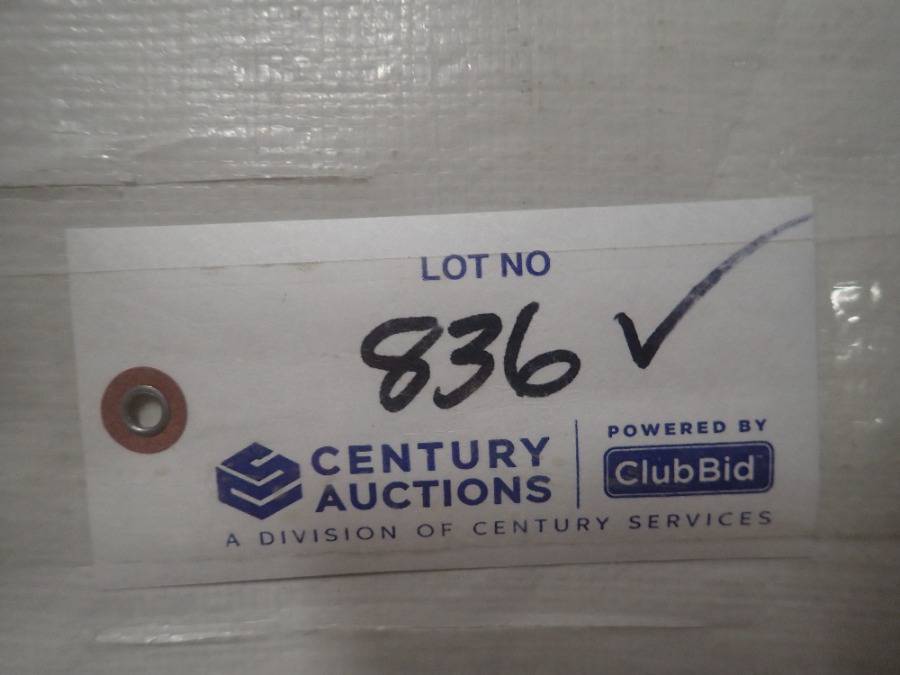 LOT NO
836 ✓
CENTURY
AUCTIONS
POWERED BY
ClubBid
A DIVISION OF CENTURY SERVICES